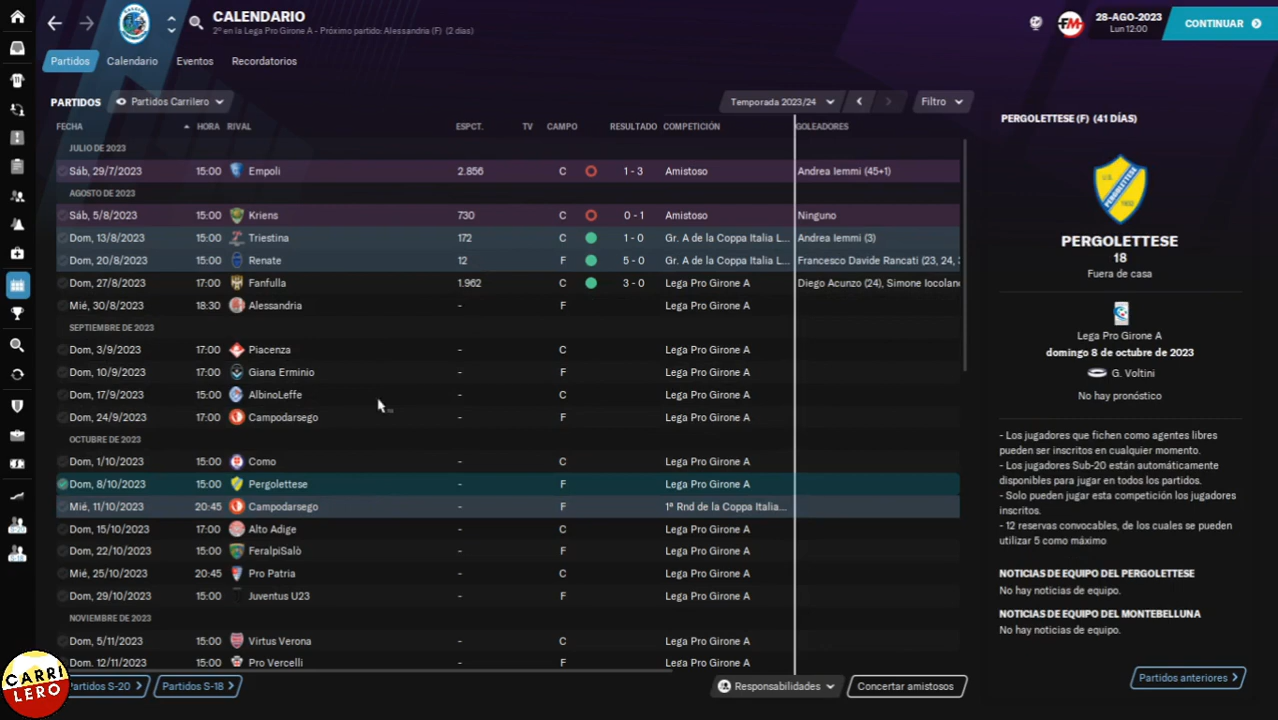 CALENDARIO
2º en la Lega Pro Girone A - Próximo partido: Alessandria (F) (2 días)
28-AGO-2023
Lun 12:00
CONTINUAR
Partidos Calendario Eventos Recordatorios
PARTIDOS Partidos Carrilero Temporada 2023/24 Filtro
FECHA HORA RIVAL ESPCT. TV CAMPO RESULTADO COMPETICIÓN GOLEADORES
JULIO DE 2023
Sáb, 29/7/2023 15:00 Empoli 2.856 C 1 - 3 Amistoso Andrea Iemmi (45+1)
AGOSTO DE 2023
Sáb, 5/8/2023 15:00 Kriens 730 C 0 - 1 Amistoso Ninguno
Dom, 13/8/2023 15:00 Triestina 172 C 1 - 0 Gr. A de la Coppa Italia L... Andrea Iemmi (3)
Dom, 20/8/2023 15:00 Renate 12 F 5 - 0 Gr. A de la Coppa Italia L... Francesco Davide Rancati (23, 24,
Dom, 27/8/2023 17:00 Fanfulla 1.962 C 3 - 0 Lega Pro Girone A Diego Acunzo (24), Simone Iocolan
Mié, 30/8/2023 18:30 Alessandria F Lega Pro Girone A
SEPTIEMBRE DE 2023
Dom, 3/9/2023 17:00 Piacenza - C Lega Pro Girone A
Dom, 10/9/2023 17:00 Giana Erminio - F Lega Pro Girone A
Dom, 17/9/2023 15:00 AlbinoLeffe - C Lega Pro Girone A
Dom, 24/9/2023 17:00 Campodarsego - F Lega Pro Girone A
OCTUBRE DE 2023
Dom, 1/10/2023 15:00 Como - C Lega Pro Girone A
Dom, 8/10/2023 15:00 Pergolettese - F Lega Pro Girone A
Mié, 11/10/2023 20:45 Campodarsego - F 1ª Rnd de la Coppa Italia...
Dom, 15/10/2023 17:00 Alto Adige - C Lega Pro Girone A
Dom, 22/10/2023 15:00 FeralpiSalò - F Lega Pro Girone A
Mié, 25/10/2023 20:45 Pro Patria - C Lega Pro Girone A
Dom, 29/10/2023 15:00 Juventus U23 - F Lega Pro Girone A
NOVIEMBRE DE 2023
Dom, 5/11/2023 15:00 Virtus Verona - C Lega Pro Girone A
Dom, 12/11/2023 15:00 Pro Vercelli - F Lega Pro Girone A
artidos S-20 Partidos S-18 Responsabilidades Concertar amistosos
CARRI
LERO
PERGOLETTESE (F) (41 DÍAS)
PERGOLETTESE
18
Fuera de casa
Lega Pro Girone A
domingo 8 de octubre de 2023
G. Voltini
No hay pronóstico
- Los jugadores que fichen como agentes libres
pueden ser inscritos en cualquier momento.
- Los jugadores Sub-20 están automáticamente
disponibles para jugar en todos los partidos.
- Solo pueden jugar esta competición los jugadores
inscritos.
- 12 reservas convocables, de los cuales se pueden
utilizar 5 como máximo
NOTICIAS DE EQUIPO DEL PERGOLETTESE
No hay noticias de equipo.
NOTICIAS DE EQUIPO DEL MONTEBELLUNA
No hay noticias de equipo.
Partidos anteriores